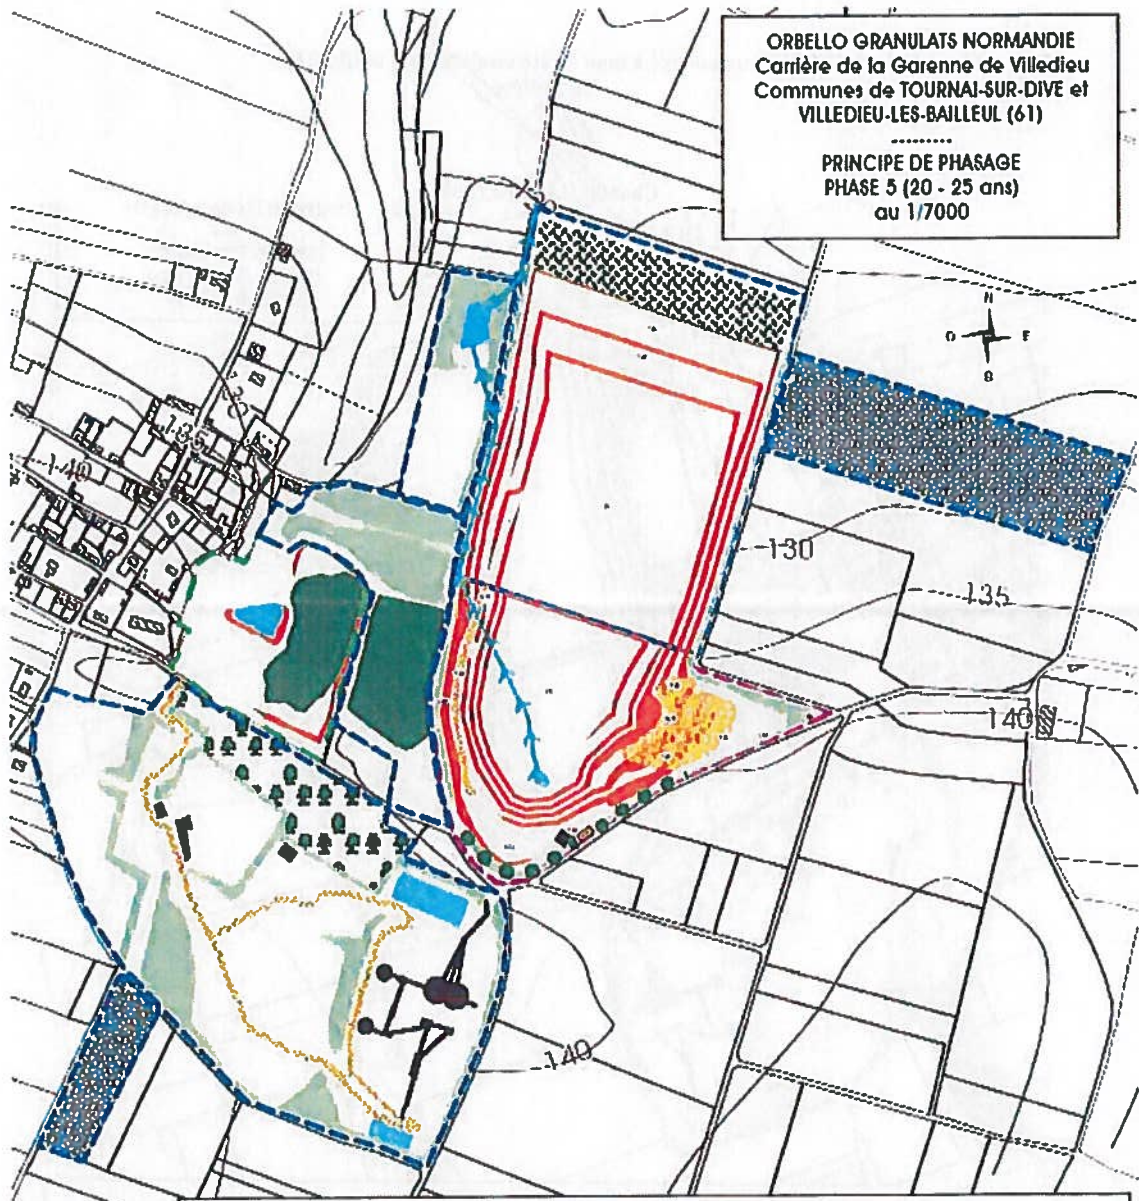 ORBELLO GRANULATS NORMANDIE
Carrière de la Garenne de Villedieu
Communes de TOURNAI-SUR-DIVE et
VILLEDIEU-LES-BAILLEUL (61)
---------
PRINCIPE DE PHASAGE
PHASE 5 (20 - 25 ans)
au 1/7000
N
O
E
S
130
135
140
130
135
140
140